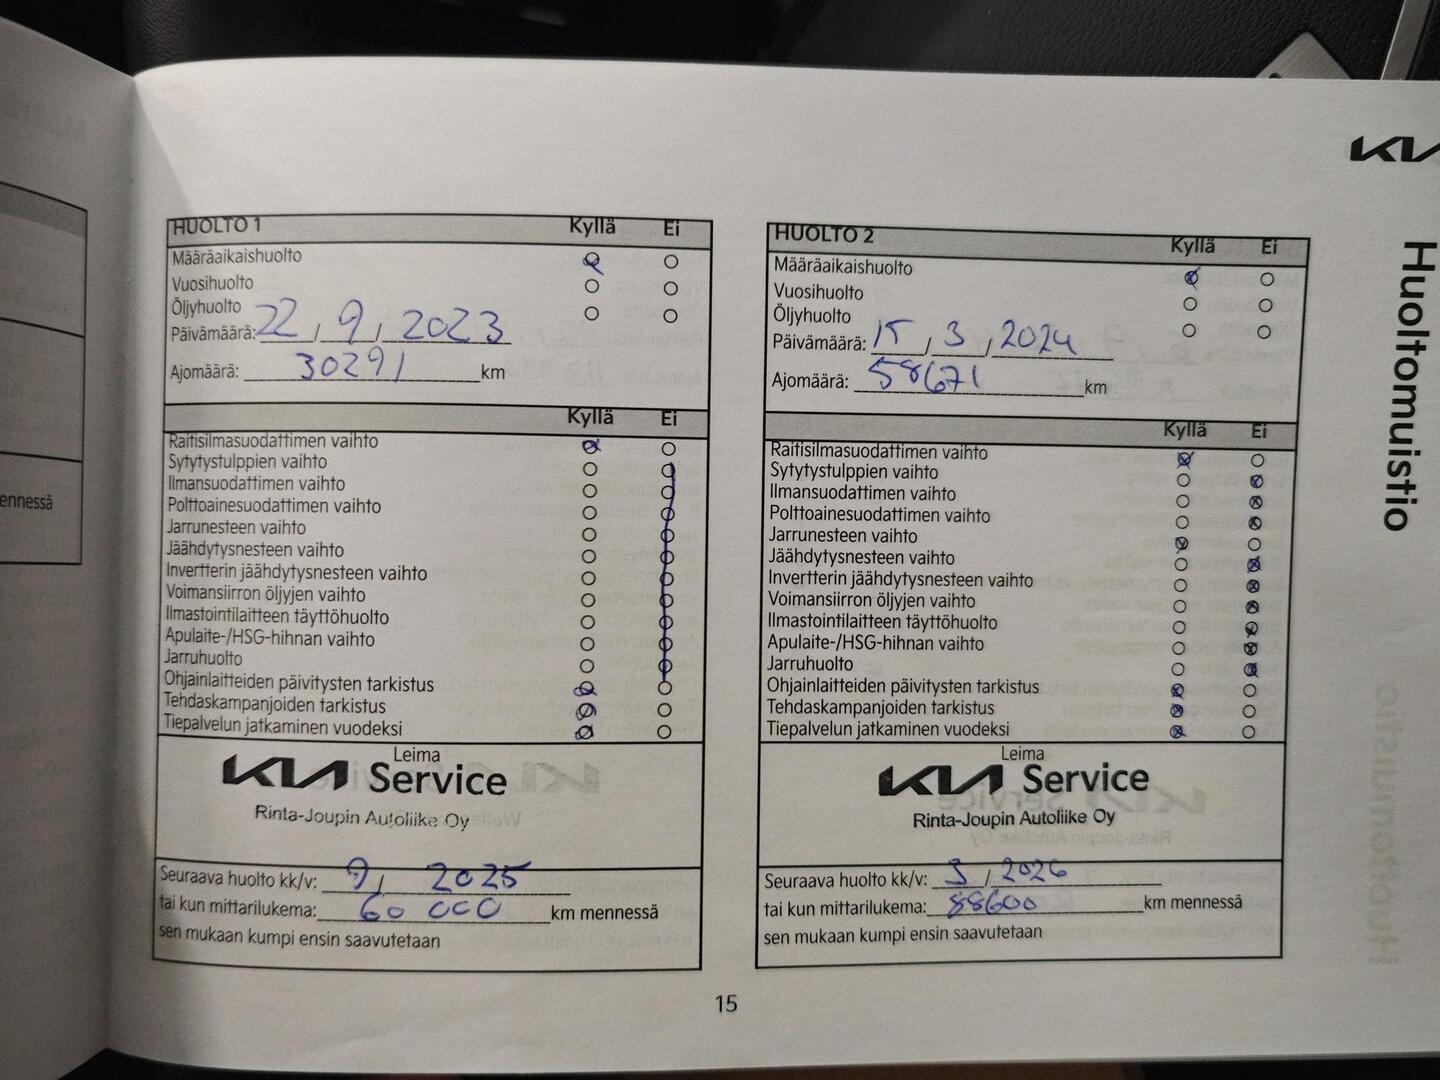 KIA
Huoltomuistio
ennessä
HUOLTO 1 Kyllä Ei
Määräaikaishuolto
Vuosihuolto
Öljyhuolto
Päivämäärä: 22 / 9 / 2023
Ajomäärä: 30291 km
Kyllä Ei
Raitisilmasuodattimen vaihto
Sytytystulppien vaihto
Ilmansuodattimen vaihto
Polttoainesuodattimen vaihto
Jarrunesteen vaihto
Jäähdytysnesteen vaihto
Invertterin jäähdytysnesteen vaihto
Voimansiirron öljyjen vaihto
Ilmastointilaitteen täyttöhuolto
Apulaite-/HSG-hihnan vaihto
Jarruhuolto
Ohjainlaitteiden päivitysten tarkistus
Tehdaskampanjoiden tarkistus
Tiepalvelun jatkaminen vuodeksi
Leima
KIA Service
Rinta-Joupin Autoliike Oy
Seuraava huolto kk/v: 9 / 2025
tai kun mittarilukema: 60 000 km mennessä
sen mukaan kumpi ensin saavutetaan
HUOLTO 2 Kyllä Ei
Määräaikaishuolto
Vuosihuolto
Öljyhuolto
Päivämäärä: 15 / 3 / 2024
Ajomäärä: 58671 km
Kyllä Ei
Raitisilmasuodattimen vaihto
Sytytystulppien vaihto
Ilmansuodattimen vaihto
Polttoainesuodattimen vaihto
Jarrunesteen vaihto
Jäähdytysnesteen vaihto
Invertterin jäähdytysnesteen vaihto
Voimansiirron öljyjen vaihto
Ilmastointilaitteen täyttöhuolto
Apulaite-/HSG-hihnan vaihto
Jarruhuolto
Ohjainlaitteiden päivitysten tarkistus
Tehdaskampanjoiden tarkistus
Tiepalvelun jatkaminen vuodeksi
Leima
KIA Service
Rinta-Joupin Autoliike Oy
Seuraava huolto kk/v: 3 / 2026
tai kun mittarilukema: 88600 km mennessä
sen mukaan kumpi ensin saavutetaan
15